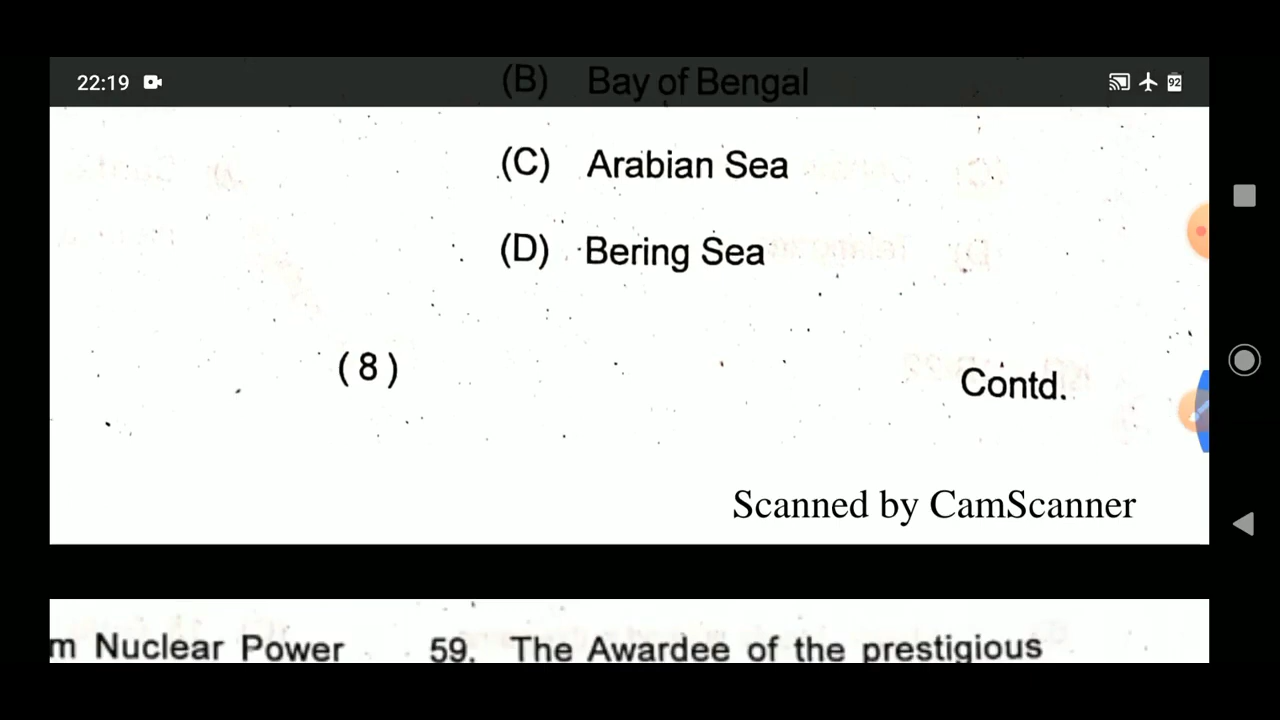 22:19
92
(B) Bay of Bengal
(C) Arabian Sea
(D) Bering Sea
(8)
Contd.
Scanned by CamScanner
m Nuclear Power
59. The Awardee of the prestigious